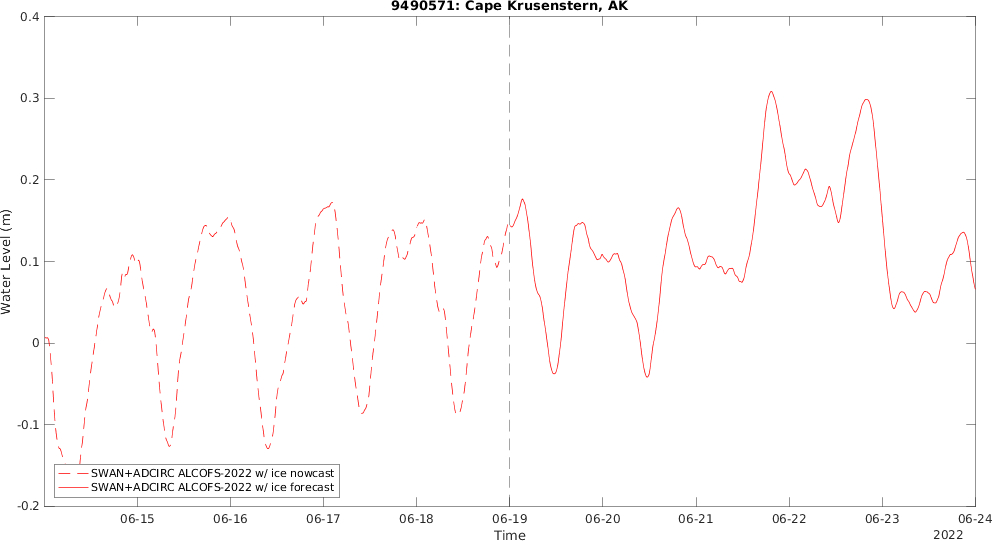 9490571: Cape Krusenstern, AK
0.4
0.3
0.2
0.1
0
-0.1
-0.2
Water Level (m)
SWAN+ADCIRC ALCOFS-2022 w/ ice nowcast
SWAN+ADCIRC ALCOFS-2022 w/ ice forecast
06-15 06-16 06-17 06-18 06-19 06-20 06-21 06-22 06-23 06-24
Time
2022